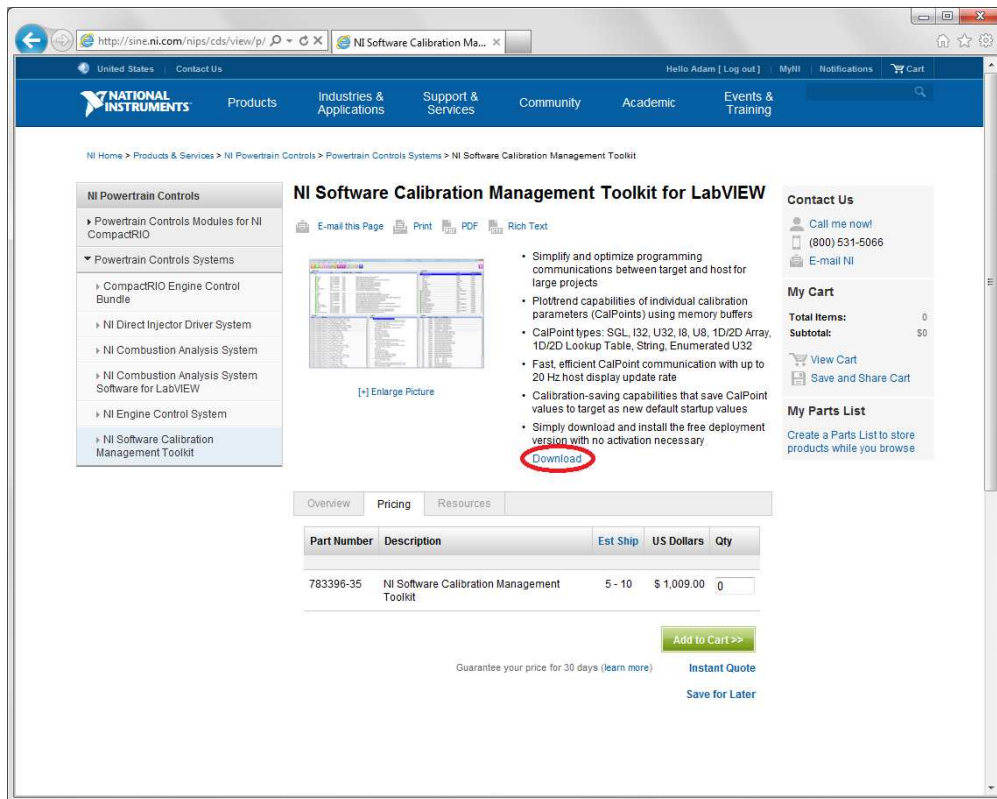 http://sine.ni.com/nips/cds/view/p/
NI Software Calibration Ma...
United States | Contact Us
Hello Adam [ Log out ] | MyNI | Notifications | Cart
NATIONAL INSTRUMENTS
Products
Industries & Applications
Support & Services
Community
Academic
Events & Training
NI Home > Products & Services > NI Powertrain Controls > Powertrain Controls Systems > NI Software Calibration Management Toolkit
NI Powertrain Controls
Powertrain Controls Modules for NI
CompactRIO
Powertrain Controls Systems
CompactRIO Engine Control
Bundle
NI Direct Injector Driver System
NI Combustion Analysis System
NI Combustion Analysis System
Software for LabVIEW
NI Engine Control System
NI Software Calibration
Management Toolkit
NI Software Calibration Management Toolkit for LabVIEW
E-mail this Page Print PDF Rich Text
[+] Enlarge Picture
• Simplify and optimize programming
communications between target and host for
large projects
• Plot/trend capabilities of individual calibration
parameters (CalPoints) using memory buffers
• CalPoint types: SGL, I32, U32, I8, U8, 1D/2D Array,
1D/2D Lookup Table, String, Enumerated U32
• Fast, efficient CalPoint communication with up to
20 Hz host display update rate
• Calibration-saving capabilities that save CalPoint
values to target as new default startup values
• Simply download and install the free deployment
version with no activation necessary
Download
Contact Us
Call me now!
(800) 531-5066
E-mail NI
My Cart
Total Items: 0
Subtotal: $0
View Cart
Save and Share Cart
My Parts List
Create a Parts List to store
products while you browse
Overview Pricing Resources
Part Number Description Est Ship US Dollars Qty
783396-35 NI Software Calibration Management Toolkit 5 - 10 $ 1,009.00 0
Add to Cart >>
Guarantee your price for 30 days (learn more)
Instant Quote
Save for Later